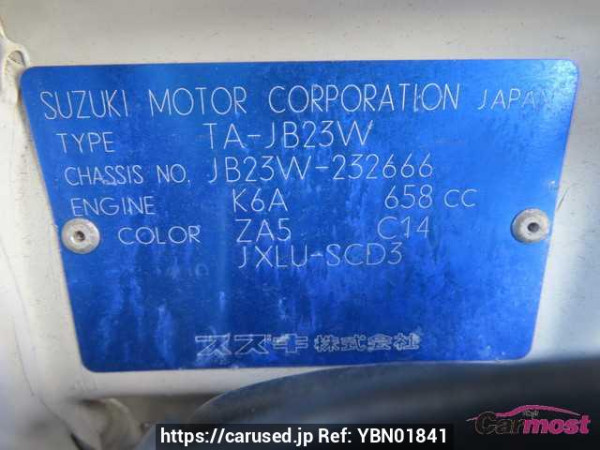 SUZUKI MOTOR CORPORATION JAPAN
TYPE TA-JB23W
CHASSIS NO. JB23W-232666
ENGINE K6A 658 cc
COLOR ZA5 C14
JXLU-SCD3
スズキ株式会社
Carmost
https://carused.jp Ref: YBN01841